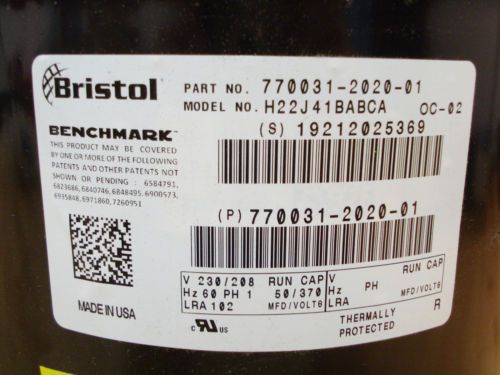 Bristol
PART NO. 770031-2020-01
MODEL NO. H22J41BABCA OC-02
(S) 19212025369
BENCHMARK™
THIS PRODUCT MAY BE COVERED
BY ONE OR MORE OF THE FOLLOWING
PATENTS AND OTHER PATENTS NOT
SHOWN OR PENDING : 6584791,
6823686, 6840746, 6848495, 6900573,
6935848, 6971860, 7260951
(P) 770031-2020-01
MADE IN USA
V 230/208 RUN CAP
Hz 60 PH 1 50/370
LRA 102 MFD/VOLTS
V RUN CAP
Hz PH
LRA MFD/VOLTS
c RU US
THERMALLY R
PROTECTED